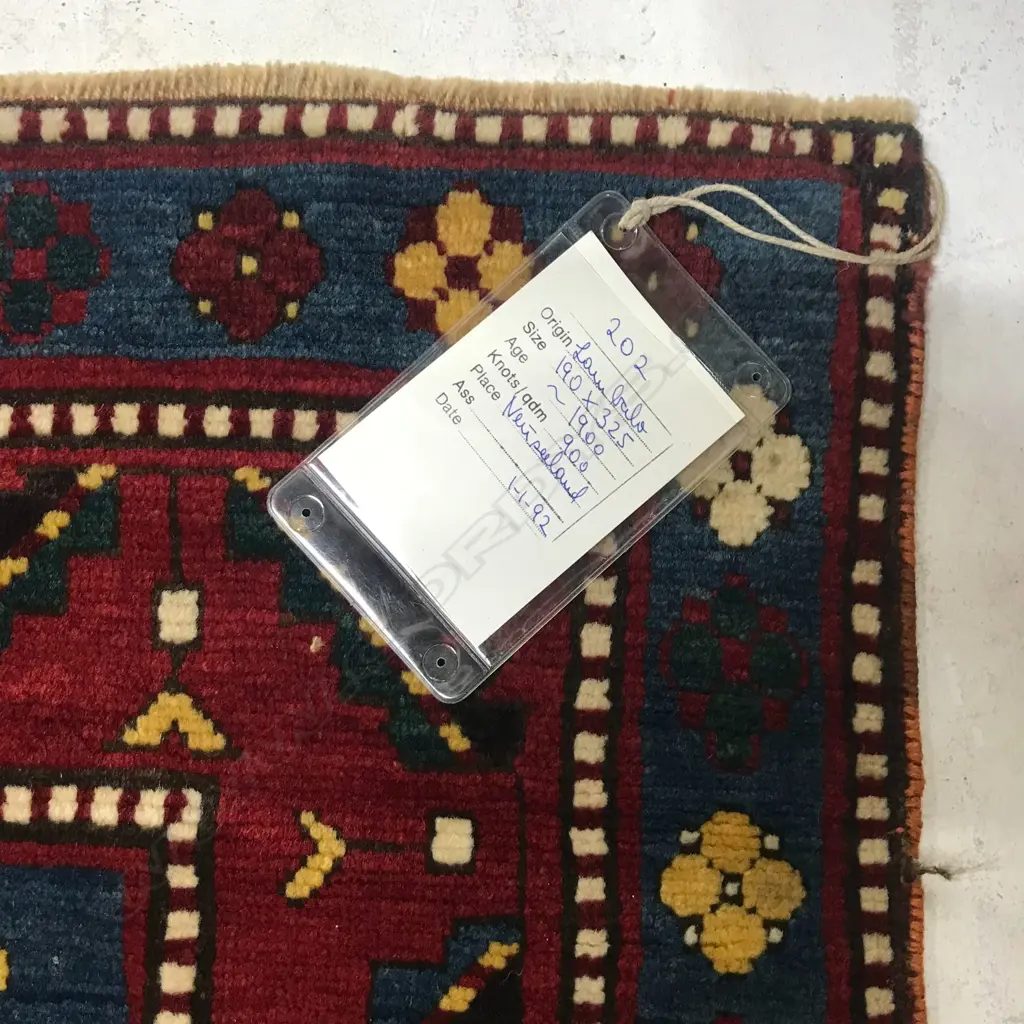 202
Origin Lambalo
Size 190 x 325
Age ~ 1900
Knots/qdm 900
Place Neuseeland
Ass
Date 1-1-92